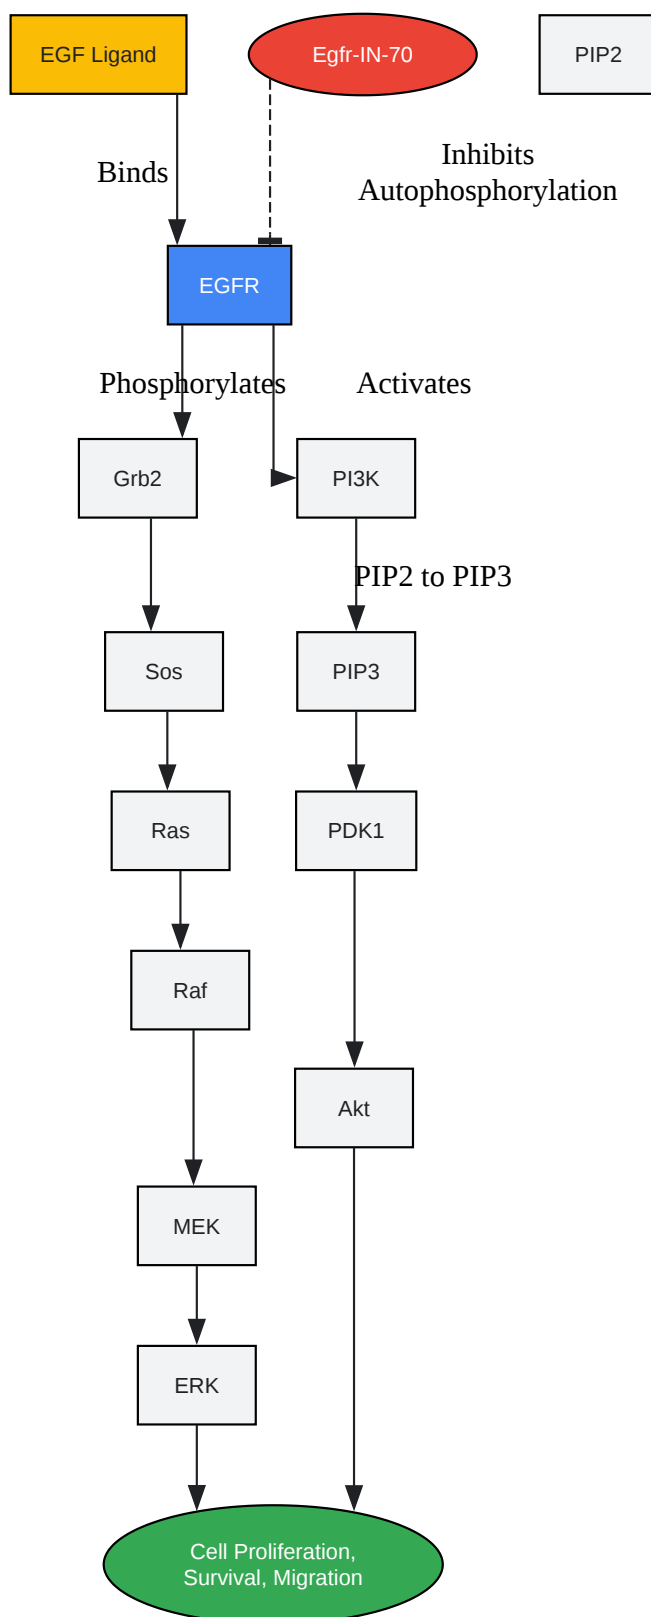 EGF Ligand
Egfr-IN-70
PIP2
Binds
Inhibits
Autophosphorylation
EGFR
Phosphorylates
Activates
Grb2
PI3K
PIP2 to PIP3
Sos
PIP3
Ras
PDK1
Raf
Akt
MEK
ERK
Cell Proliferation,
Survival, Migration